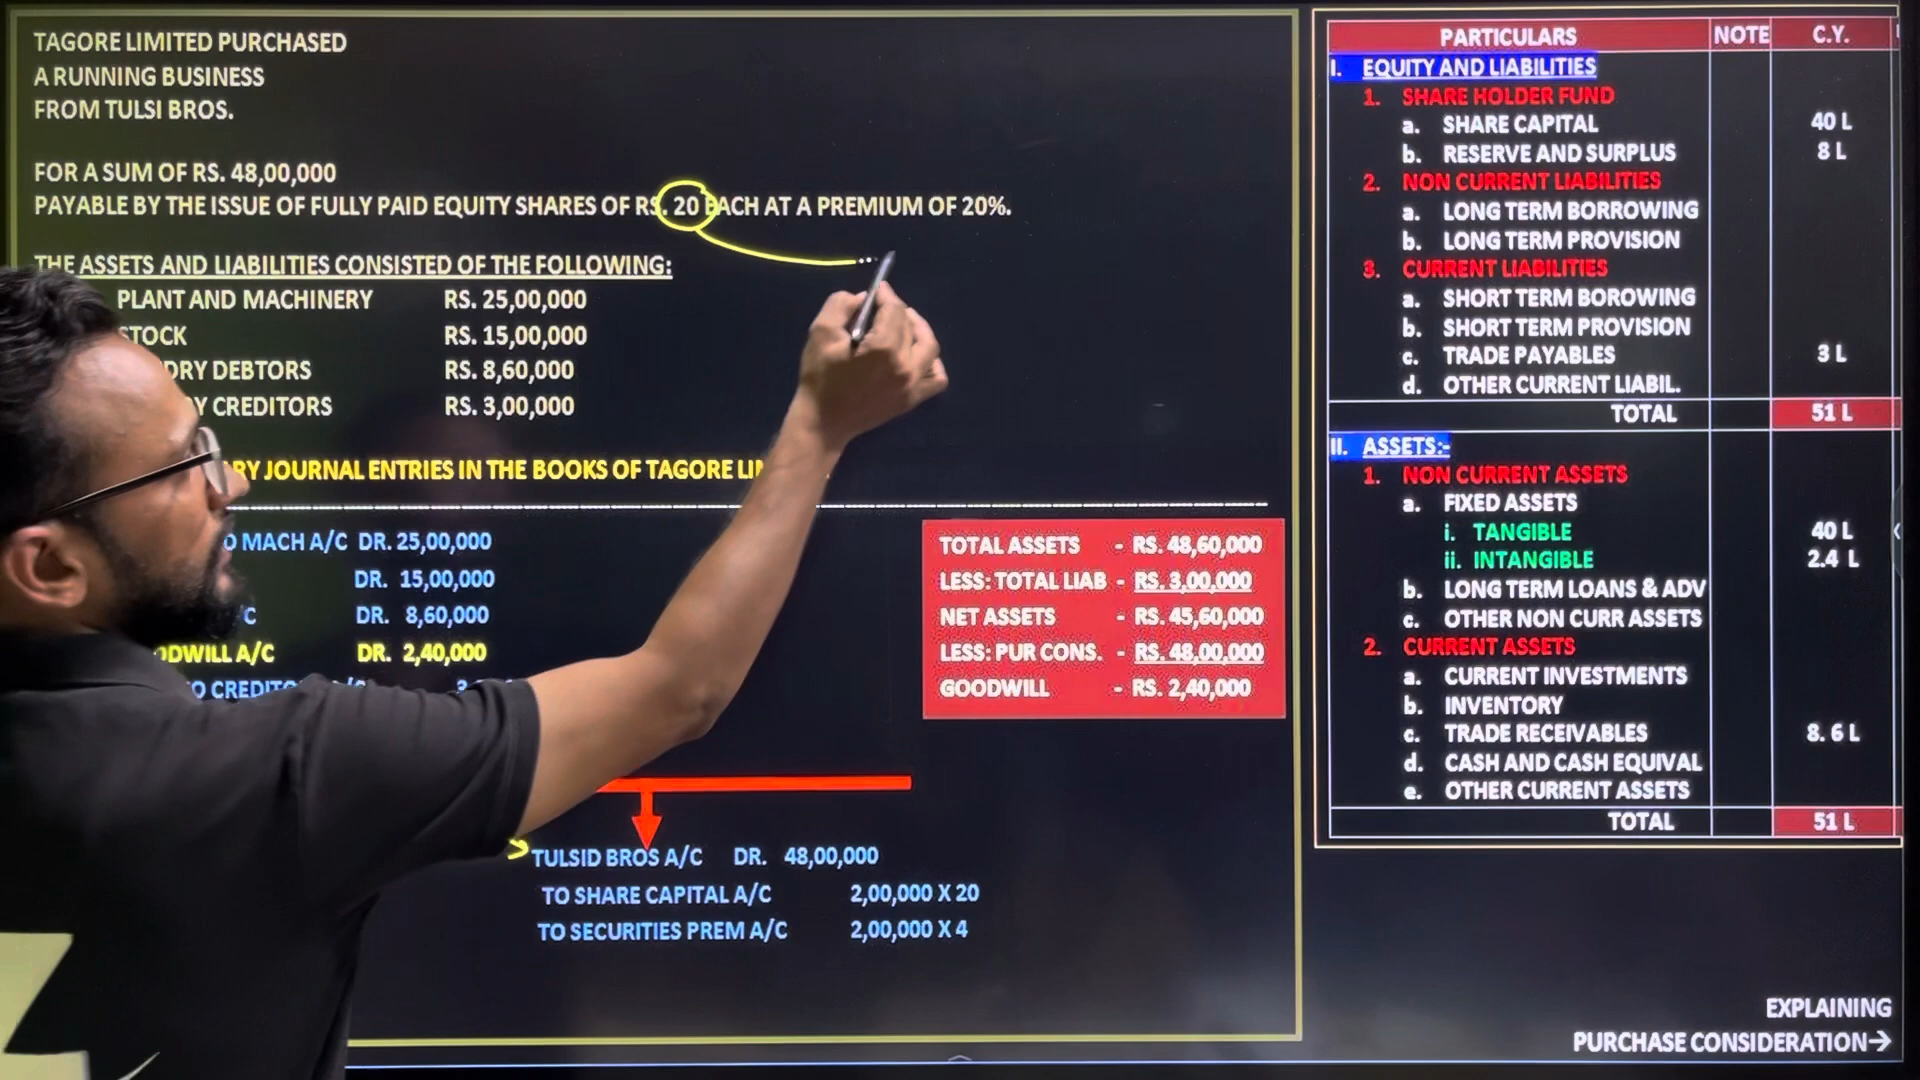 TAGORE LIMITED PURCHASED
A RUNNING BUSINESS
FROM TULSI BROS.
FOR A SUM OF RS. 48,00,000
PAYABLE BY THE ISSUE OF FULLY PAID EQUITY SHARES OF RS. 20 EACH AT A PREMIUM OF 20%.
THE ASSETS AND LIABILITIES CONSISTED OF THE FOLLOWING:
PLANT AND MACHINERY RS. 25,00,000
STOCK RS. 15,00,000
DRY DEBTORS RS. 8,60,000
Y CREDITORS RS. 3,00,000
RY JOURNAL ENTRIES IN THE BOOKS OF TAGORE
MACH A/C DR. 25,00,000
DR. 15,00,000
DR. 8,60,000
ODWILL A/C DR. 2,40,000
TOTAL ASSETS - RS. 48,60,000
LESS: TOTAL LIAB - RS. 3,00,000
NET ASSETS - RS. 45,60,000
LESS: PUR CONS. - RS. 48,00,000
GOODWILL - RS. 2,40,000
TULSID BROS A/C DR. 48,00,000
TO SHARE CAPITAL A/C 2,00,000 X 20
TO SECURITIES PREM A/C 2,00,000 X 4
PARTICULARS NOTE C.Y.
I. EQUITY AND LIABILITIES
1. SHARE HOLDER FUND
a. SHARE CAPITAL 40 L
b. RESERVE AND SURPLUS 8 L
2. NON CURRENT LIABILITIES
a. LONG TERM BORROWING
b. LONG TERM PROVISION
3. CURRENT LIABILITIES
a. SHORT TERM BOROWING
b. SHORT TERM PROVISION
c. TRADE PAYABLES 3 L
d. OTHER CURRENT LIABIL.
TOTAL 51 L
II. ASSETS:-
1. NON CURRENT ASSETS
a. FIXED ASSETS
i. TANGIBLE 40 L
ii. INTANGIBLE 2.4 L
b. LONG TERM LOANS & ADV
c. OTHER NON CURR ASSETS
2. CURRENT ASSETS
a. CURRENT INVESTMENTS
b. INVENTORY
c. TRADE RECEIVABLES 8. 6 L
d. CASH AND CASH EQUIVAL
e. OTHER CURRENT ASSETS
TOTAL 51 L
EXPLAINING
PURCHASE CONSIDERATION→